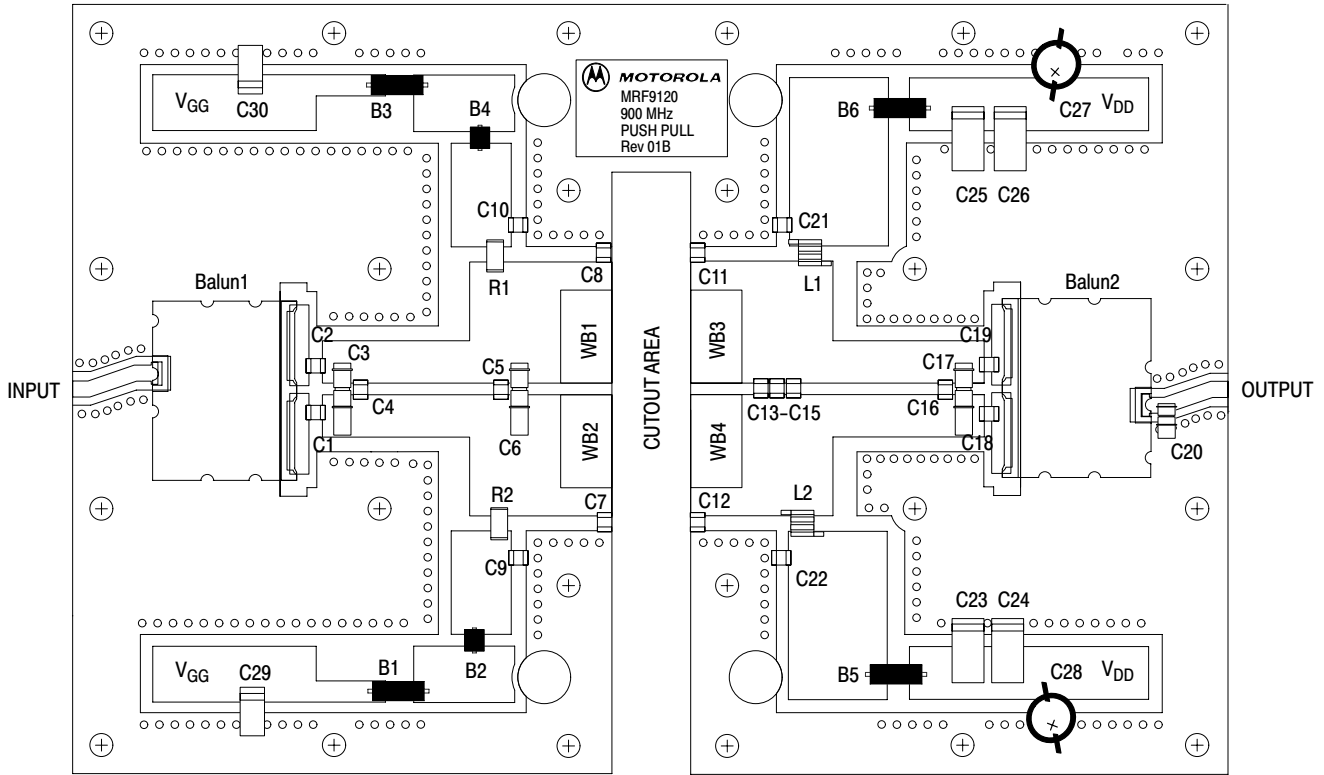 MOTOROLA
MRF9120
900 MHz
PUSH PULL
Rev 01B
VGG
C30
B3
B4
B6
C27
VDD
C25
C26
C10
C21
R1
C8
C11
L1
Balun1
Balun2
C2
C3
C5
WB1
WB3
C17
C19
INPUT
C4
CUTOUT AREA
C13-C15
C16
OUTPUT
C1
C6
WB2
WB4
C18
C20
R2
C7
C12
L2
C9
C22
C23
C24
VGG
C29
B1
B2
B5
C28
VDD